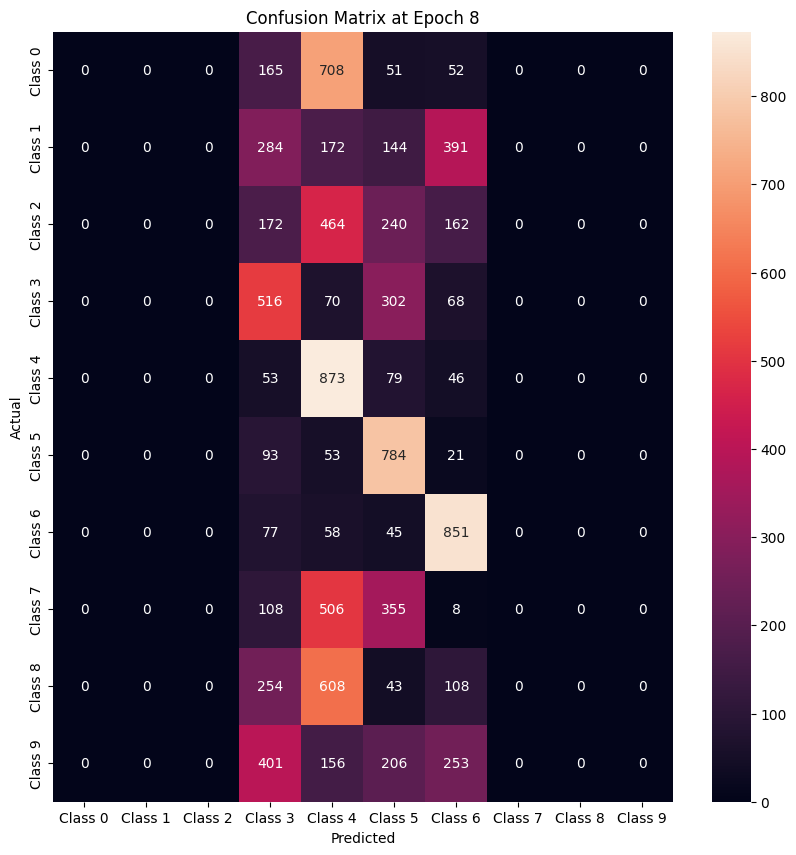 Confusion Matrix at Epoch 8
Class 0 0 0 0 165 708 51 52 0 0 0
Class 1 0 0 0 284 172 144 391 0 0 0
Class 2 0 0 0 172 464 240 162 0 0 0
Class 3 0 0 0 516 70 302 68 0 0 0
Class 4 0 0 0 53 873 79 46 0 0 0
Class 5 0 0 0 93 53 784 21 0 0 0
Class 6 0 0 0 77 58 45 851 0 0 0
Class 7 0 0 0 108 506 355 8 0 0 0
Class 8 0 0 0 254 608 43 108 0 0 0
Class 9 0 0 0 401 156 206 253 0 0 0
Class 0 Class 1 Class 2 Class 3 Class 4 Class 5 Class 6 Class 7 Class 8 Class 9
Predicted
Actual
800
700
600
500
400
300
200
100
0